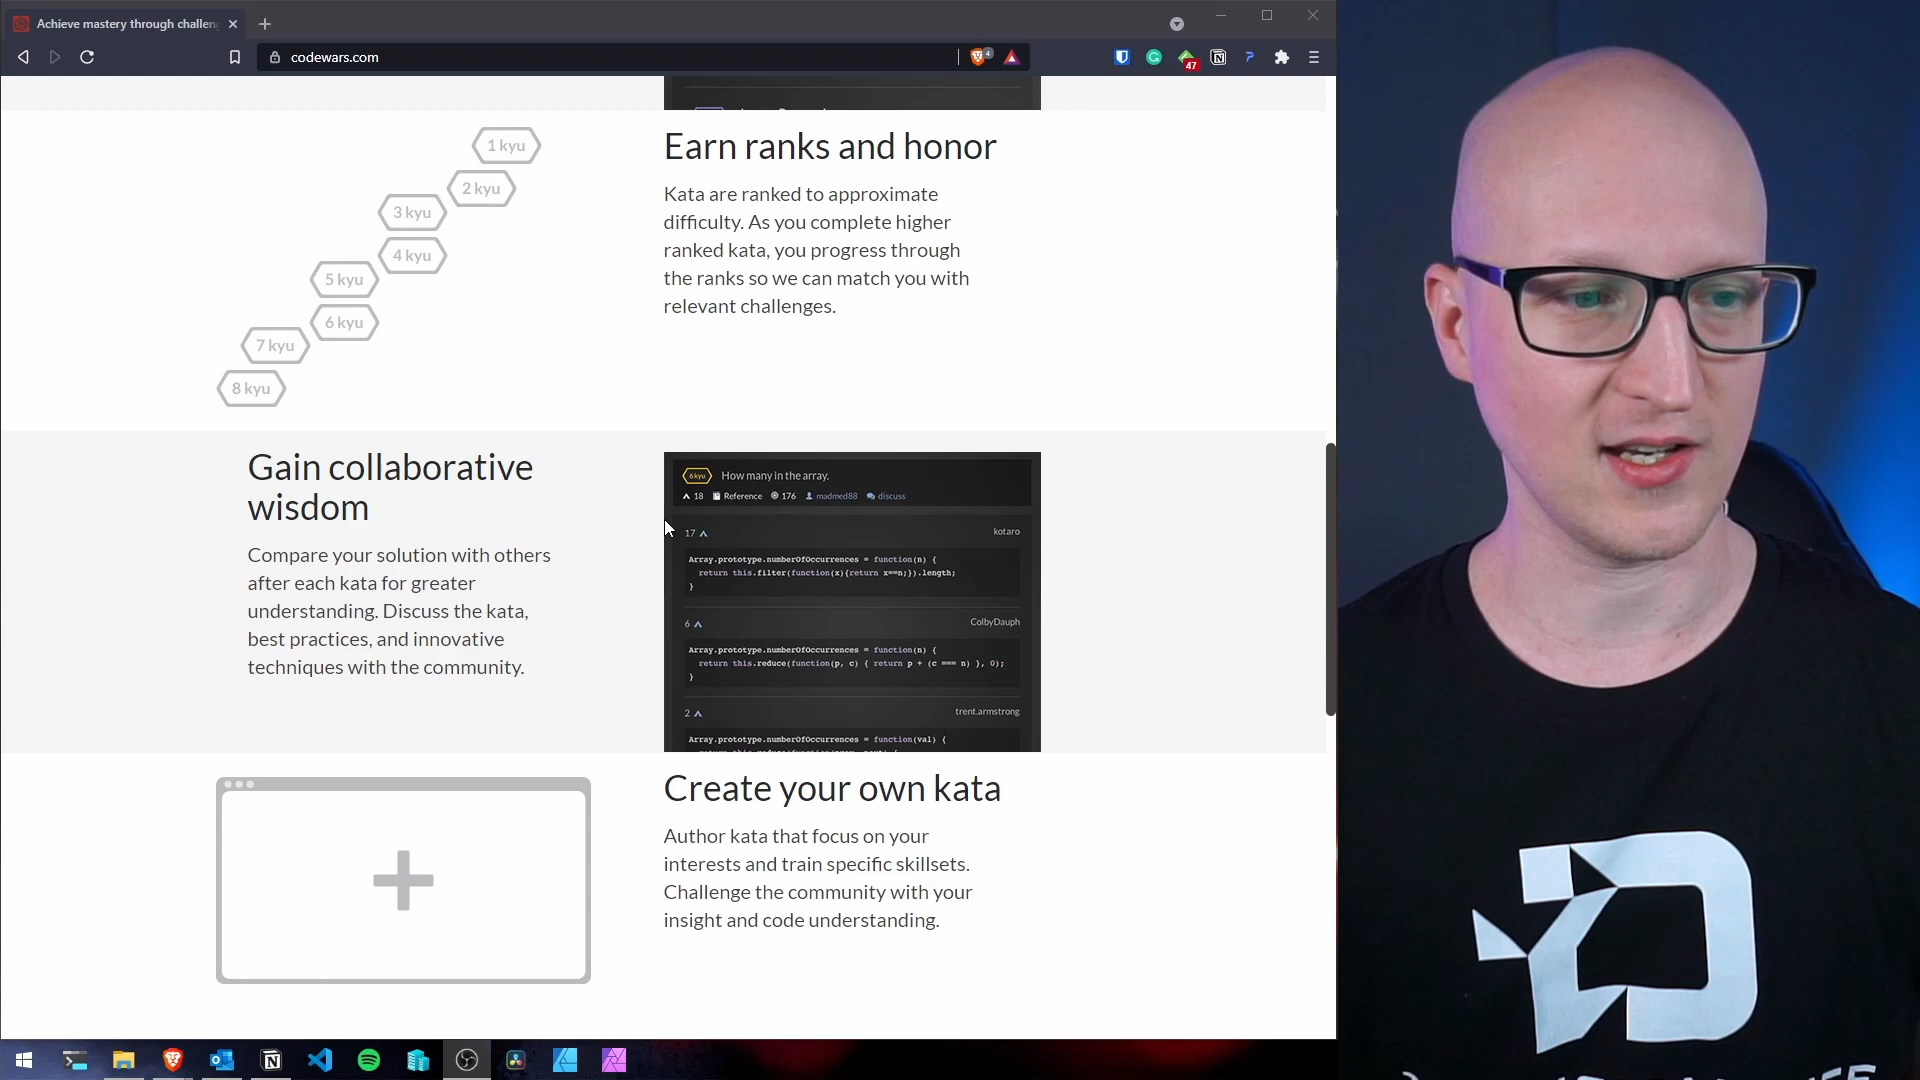 Achieve mastery through challen
codewars.com
4
47
1 kyu
2 kyu
3 kyu
4 kyu
5 kyu
6 kyu
7 kyu
8 kyu
Earn ranks and honor
Kata are ranked to approximate
difficulty. As you complete higher
ranked kata, you progress through
the ranks so we can match you with
relevant challenges.
Gain collaborative
wisdom
Compare your solution with others
after each kata for greater
understanding. Discuss the kata,
best practices, and innovative
techniques with the community.
6 kyu How many in the array.
18 Reference 176 madmed88 discuss
17 kotaro
Array.prototype.numberOfOccurrences = function(n) {
return this.filter(function(x){return x==n;}).length;
}
6 ColbyDauph
Array.prototype.numberOfOccurrences = function(n) {
return this.reduce(function(p, c) { return p + (c === n) }, 0);
}
2 trent.armstrong
Array.prototype.numberOfOccurrences = function(val) {
Create your own kata
Author kata that focus on your
interests and train specific skillsets.
Challenge the community with your
insight and code understanding.